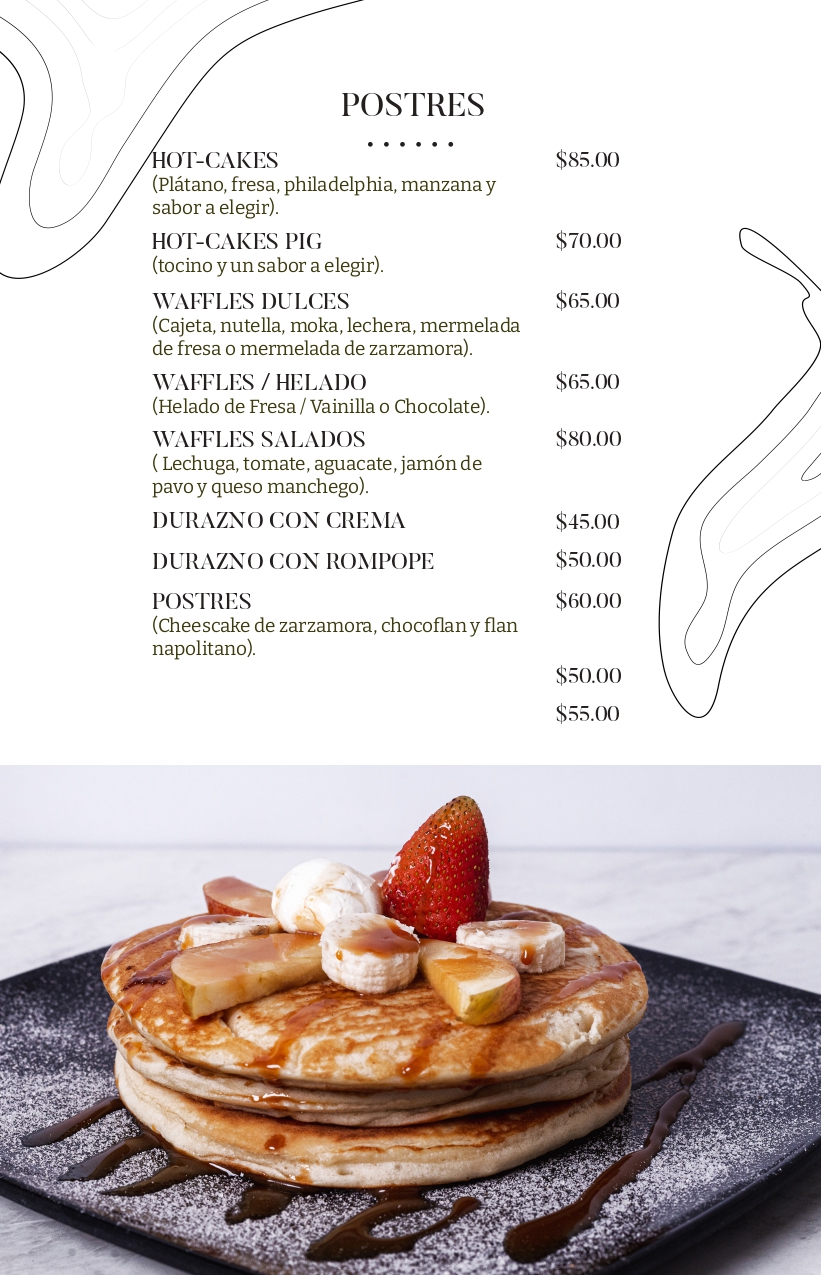 POSTRES
HOT-CAKES $85.00
(Plátano, fresa, philadelphia, manzana y
sabor a elegir).
HOT-CAKES PIG $70.00
(tocino y un sabor a elegir).
WAFFLES DULCES $65.00
(Cajeta, nutella, moka, lechera, mermelada
de fresa o mermelada de zarzamora).
WAFFLES / HELADO $65.00
(Helado de Fresa / Vainilla o Chocolate).
WAFFLES SALADOS $80.00
( Lechuga, tomate, aguacate, jamón de
pavo y queso manchego).
DURAZNO CON CREMA $45.00
DURAZNO CON ROMPOPE $50.00
POSTRES $60.00
(Cheescake de zarzamora, chocoflan y flan
napolitano).
$50.00
$55.00